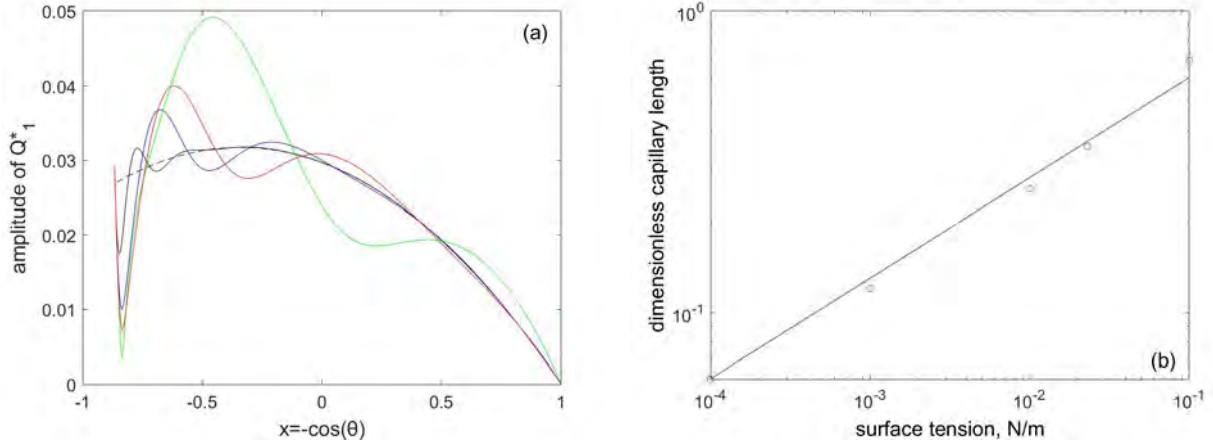 (a)
0.05
0.04
0.03
0.02
0.01
0
amplitude of Q*1
-1
-0.5
0
0.5
1
x=-cos(θ)
(b)
10^0
10^-1
dimensionless capillary length
10^-4
10^-3
10^-2
10^-1
surface tension, N/m